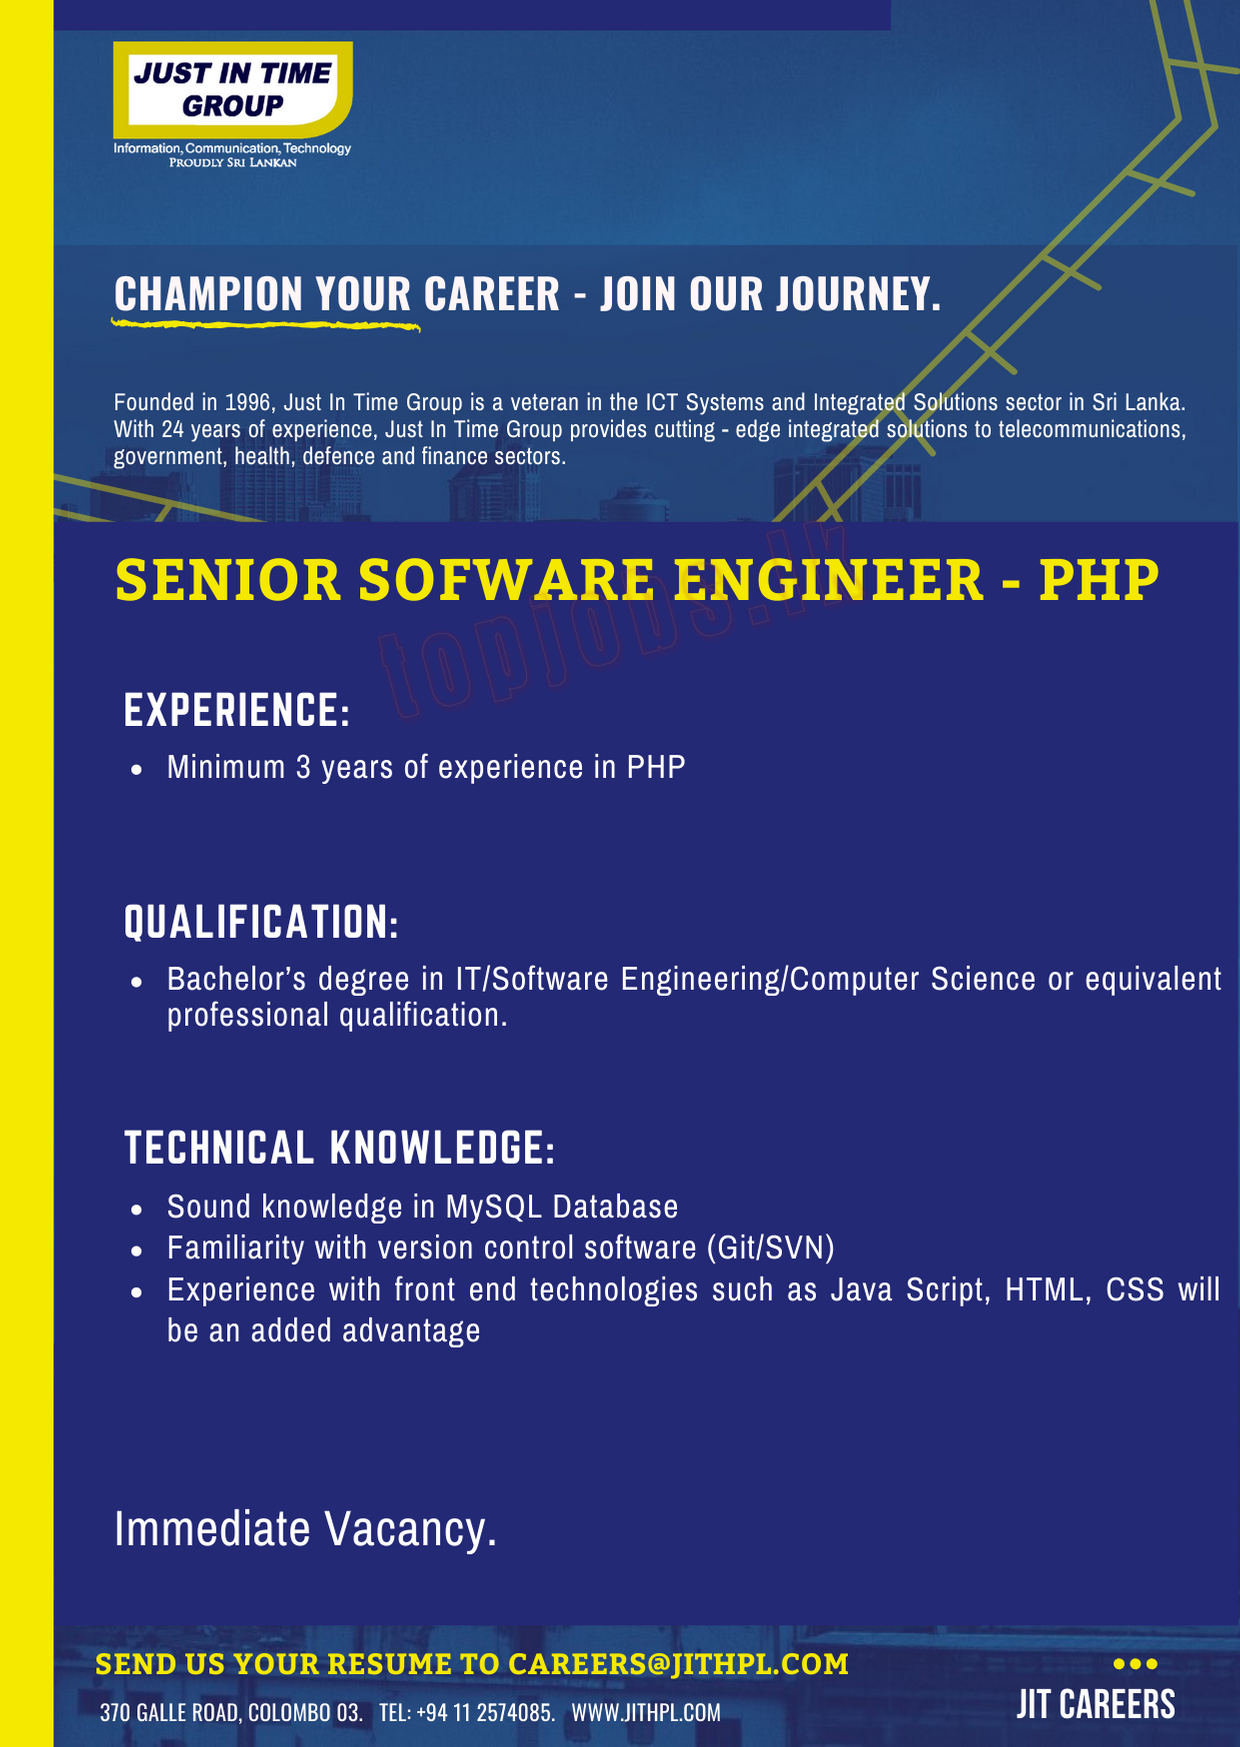 JUST IN TIME
GROUP
Information, Communication, Technology
PROUDLY SRI LANKAN
CHAMPION YOUR CAREER - JOIN OUR JOURNEY.
Founded in 1996, Just In Time Group is a veteran in the ICT Systems and Integrated Solutions sector in Sri Lanka.
With 24 years of experience, Just In Time Group provides cutting - edge integrated solutions to telecommunications,
government, health, defence and finance sectors.
SENIOR SOFWARE ENGINEER - PHP
topjobs.lk
EXPERIENCE:
• Minimum 3 years of experience in PHP
QUALIFICATION:
• Bachelor’s degree in IT/Software Engineering/Computer Science or equivalent
professional qualification.
TECHNICAL KNOWLEDGE:
• Sound knowledge in MySQL Database
• Familiarity with version control software (Git/SVN)
• Experience with front end technologies such as Java Script, HTML, CSS will
be an added advantage
Immediate Vacancy.
SEND US YOUR RESUME TO CAREERS@JITHPL.COM
370 GALLE ROAD, COLOMBO 03. TEL: +94 11 2574085. WWW.JITHPL.COM
JIT CAREERS